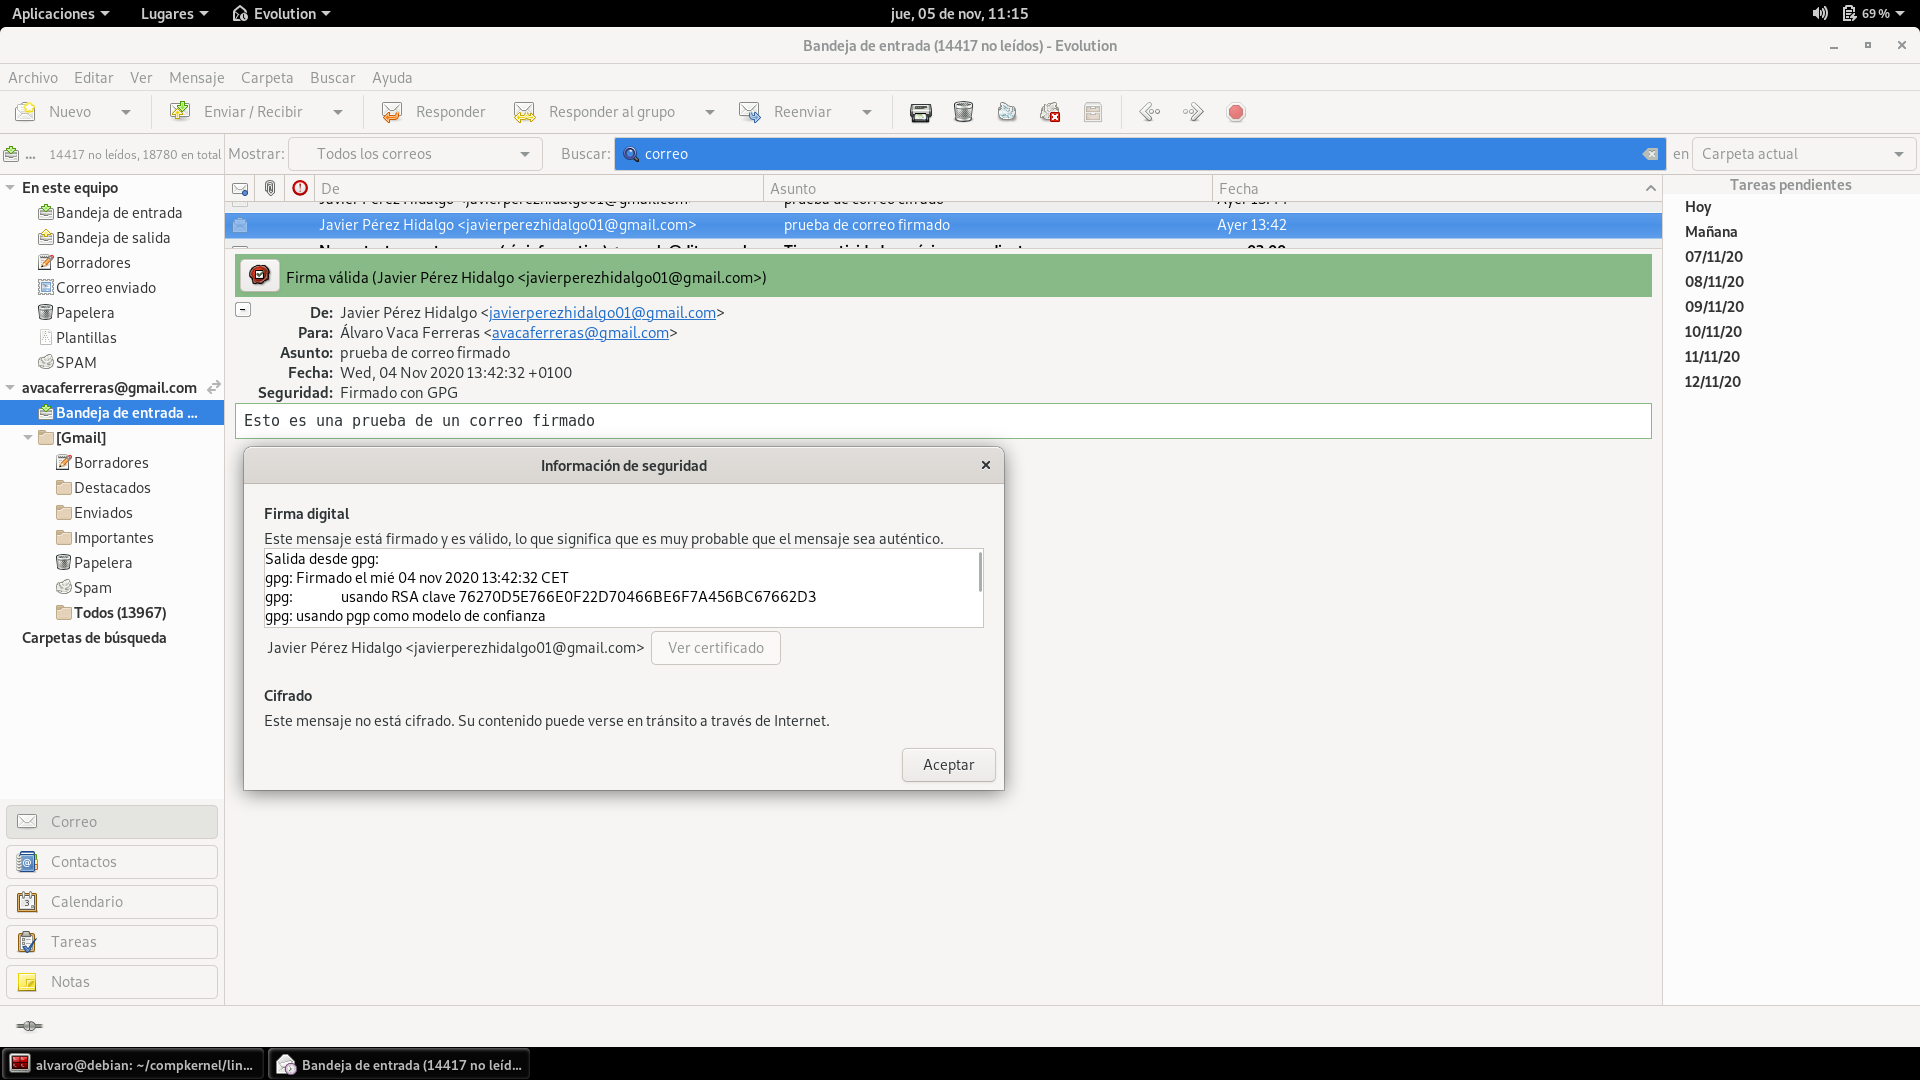 Aplicaciones Lugares Evolution jue, 05 de nov, 11:15 69 %
Bandeja de entrada (14417 no leídos) - Evolution
Archivo Editar Ver Mensaje Carpeta Buscar Ayuda
Nuevo Enviar / Recibir Responder Responder al grupo Reenviar
... 14417 no leídos, 18780 en total Mostrar: Todos los correos Buscar: correo en Carpeta actual
En este equipo
Bandeja de entrada
Bandeja de salida
Borradores
Correo enviado
Papelera
Plantillas
SPAM
avacaferreras@gmail.com
Bandeja de entrada ...
[Gmail]
Borradores
Destacados
Enviados
Importantes
Papelera
Spam
Todos (13967)
Carpetas de búsqueda
Correo
Contactos
Calendario
Tareas
Notas
De Asunto Fecha
Javier Pérez Hidalgo <javierperezhidalgo01@gmail.com> prueba de correo firmado Ayer 13:42
Firma válida (Javier Pérez Hidalgo <javierperezhidalgo01@gmail.com>)
De: Javier Pérez Hidalgo <javierperezhidalgo01@gmail.com>
Para: Álvaro Vaca Ferreras <avacaferreras@gmail.com>
Asunto: prueba de correo firmado
Fecha: Wed, 04 Nov 2020 13:42:32 +0100
Seguridad: Firmado con GPG
Esto es una prueba de un correo firmado
Información de seguridad
Firma digital
Este mensaje está firmado y es válido, lo que significa que es muy probable que el mensaje sea auténtico.
Salida desde gpg:
gpg: Firmado el mié 04 nov 2020 13:42:32 CET
gpg: usando RSA clave 76270D5E766E0F22D70466BE6F7A456BC67662D3
gpg: usando pgp como modelo de confianza
Javier Pérez Hidalgo <javierperezhidalgo01@gmail.com> Ver certificado
Cifrado
Este mensaje no está cifrado. Su contenido puede verse en tránsito a través de Internet.
Aceptar
Tareas pendientes
Hoy
Mañana
07/11/20
08/11/20
09/11/20
10/11/20
11/11/20
12/11/20
alvaro@debian: ~/compkernel/lin... Bandeja de entrada (14417 no leíd...